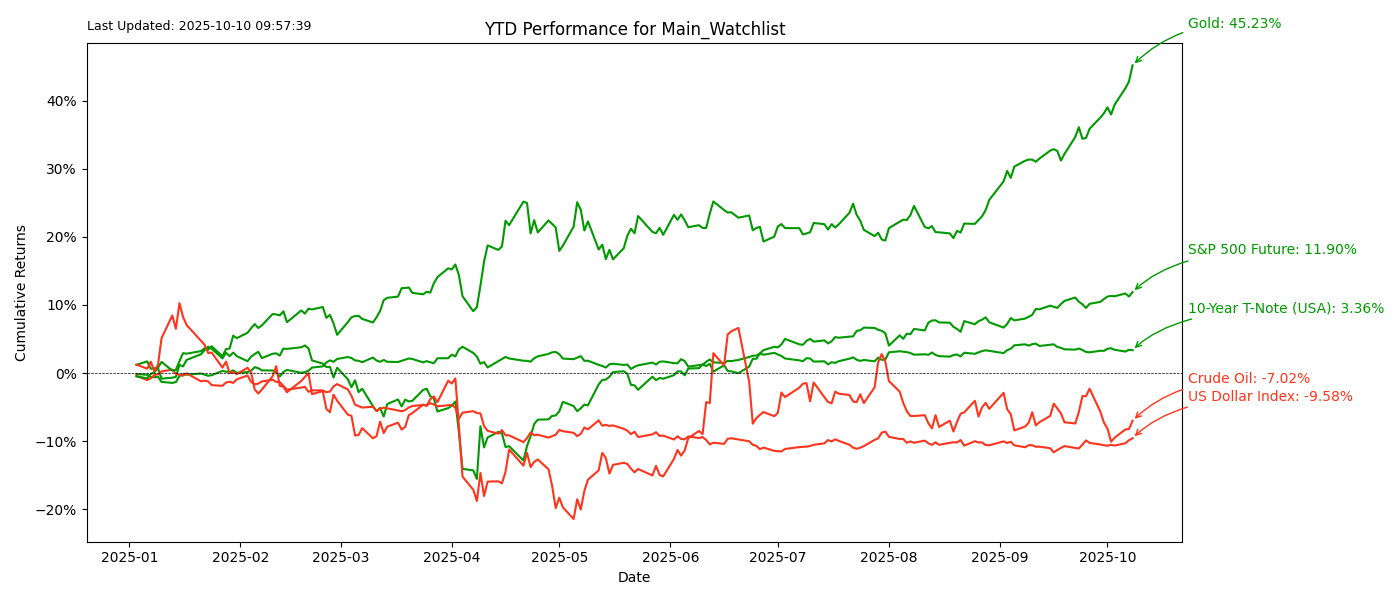 Last Updated: 2025-10-10 09:57:39
YTD Performance for Main_Watchlist
Gold: 45.23%
S&P 500 Future: 11.90%
10-Year T-Note (USA): 3.36%
Crude Oil: -7.02%
US Dollar Index: -9.58%
Cumulative Returns
40%
30%
20%
10%
0%
−10%
−20%
2025-01 2025-02 2025-03 2025-04 2025-05 2025-06 2025-07 2025-08 2025-09 2025-10
Date